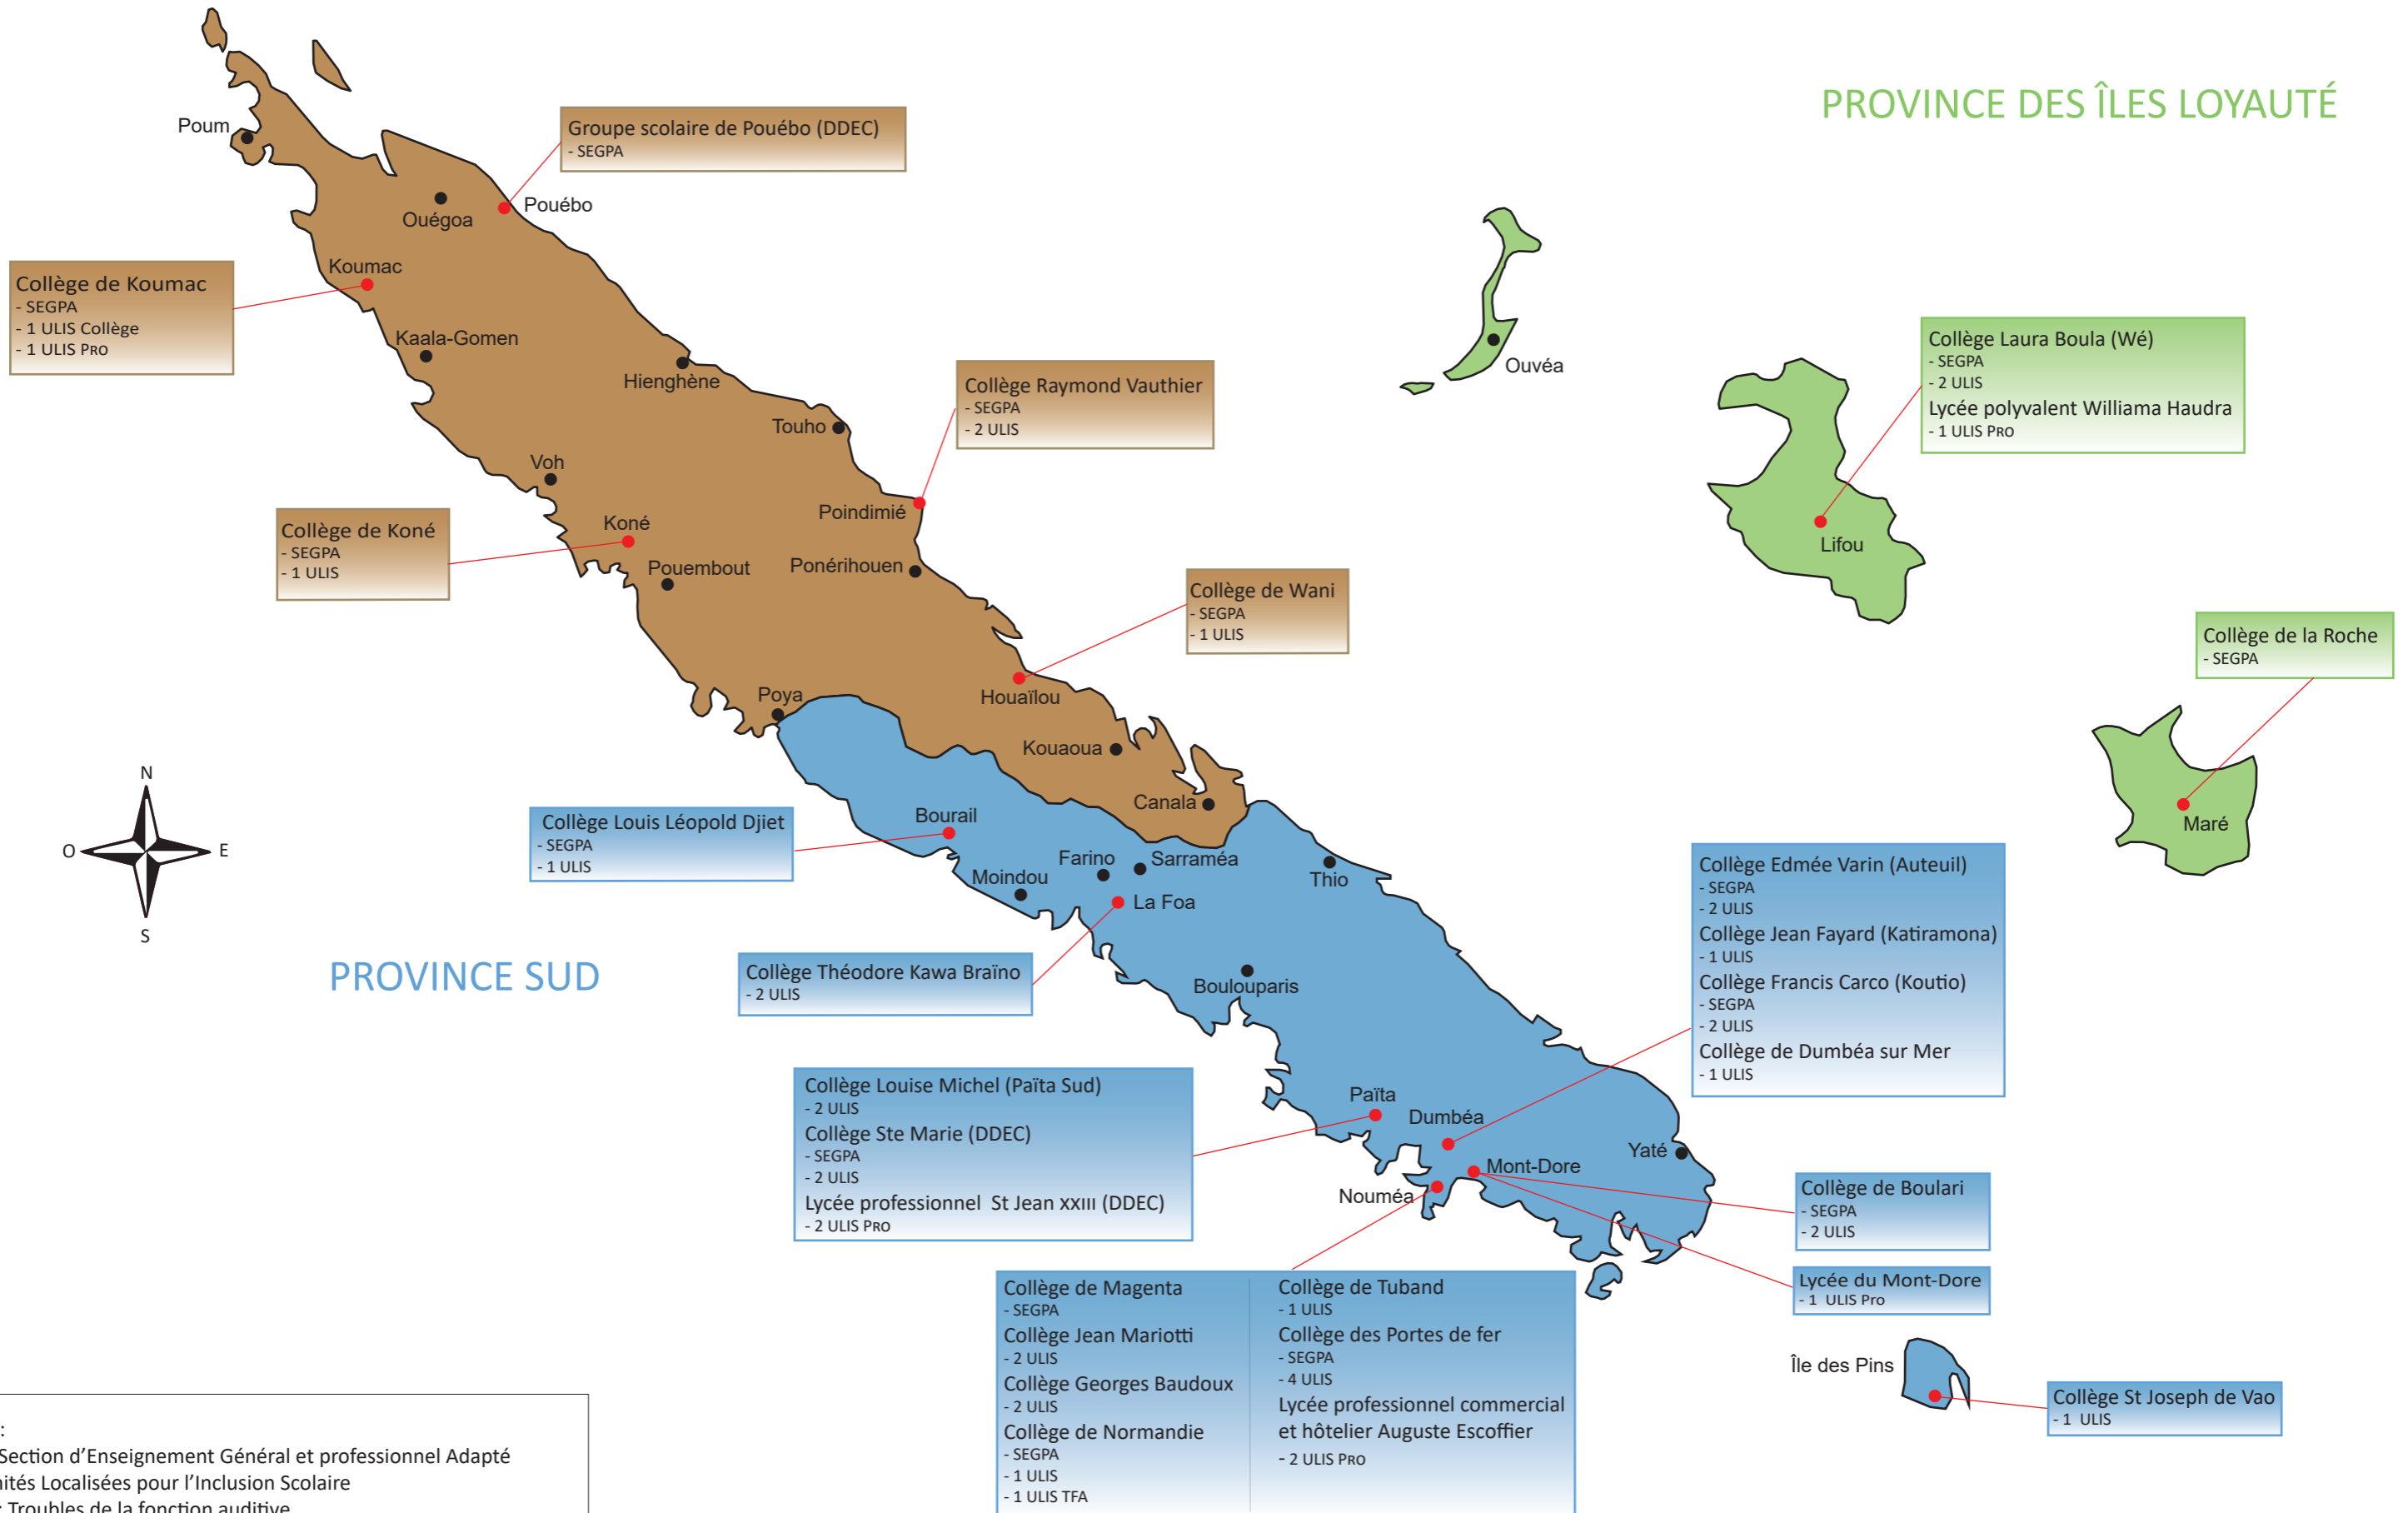 PROVINCE DES ÎLES LOYAUTÉ
Poum
Groupe scolaire de Pouébo (DDEC)
- SEGPA
Ouégoa
Pouébo
Collège de Koumac
- SEGPA
- 1 ULIS Collège
- 1 ULIS PRO
Koumac
Kaala-Gomen
Hienghène
Touho
Collège Raymond Vauthier
- SEGPA
- 2 ULIS
Ouvéa
Collège Laura Boula (Wé)
- SEGPA
- 2 ULIS
Lycée polyvalent Williama Haudra
- 1 ULIS PRO
Voh
Poindimié
Collège de Koné
- SEGPA
- 1 ULIS
Koné
Pouembout
Ponérihouen
Lifou
Collège de Wani
- SEGPA
- 1 ULIS
Collège de la Roche
- SEGPA
Poya
Houaïlou
Kouaoua
Canala
Maré
N
O
E
S
Collège Louis Léopold Djiet
- SEGPA
- 1 ULIS
Bourail
Farino
Sarraméa
Moindou
La Foa
Thio
PROVINCE SUD
Collège Théodore Kawa Braïno
- 2 ULIS
Boulouparis
Collège Edmée Varin (Auteuil)
- SEGPA
- 2 ULIS
Collège Jean Fayard (Katiramona)
- 1 ULIS
Collège Francis Carco (Koutio)
- SEGPA
- 2 ULIS
Collège de Dumbéa sur Mer
- 1 ULIS
Collège Louise Michel (Païta Sud)
- 2 ULIS
Collège Ste Marie (DDEC)
- SEGPA
- 2 ULIS
Lycée professionnel St Jean XXIII (DDEC)
- 2 ULIS PRO
Païta
Dumbéa
Mont-Dore
Nouméa
Yaté
Collège de Boulari
- SEGPA
- 2 ULIS
Lycée du Mont-Dore
- 1 ULIS Pro
Collège de Magenta
- SEGPA
Collège Jean Mariotti
- 2 ULIS
Collège Georges Baudoux
- 2 ULIS
Collège de Normandie
- SEGPA
- 1 ULIS
- 1 ULIS TFA
Collège de Tuband
- 1 ULIS
Collège des Portes de fer
- SEGPA
- 4 ULIS
Lycée professionnel commercial
et hôtelier Auguste Escoffier
- 2 ULIS PRO
Île des Pins
Collège St Joseph de Vao
- 1 ULIS
:
Section d’Enseignement Général et professionnel Adapté
Localisées pour l’Inclusion Scolaire
: Troubles de la fonction auditive